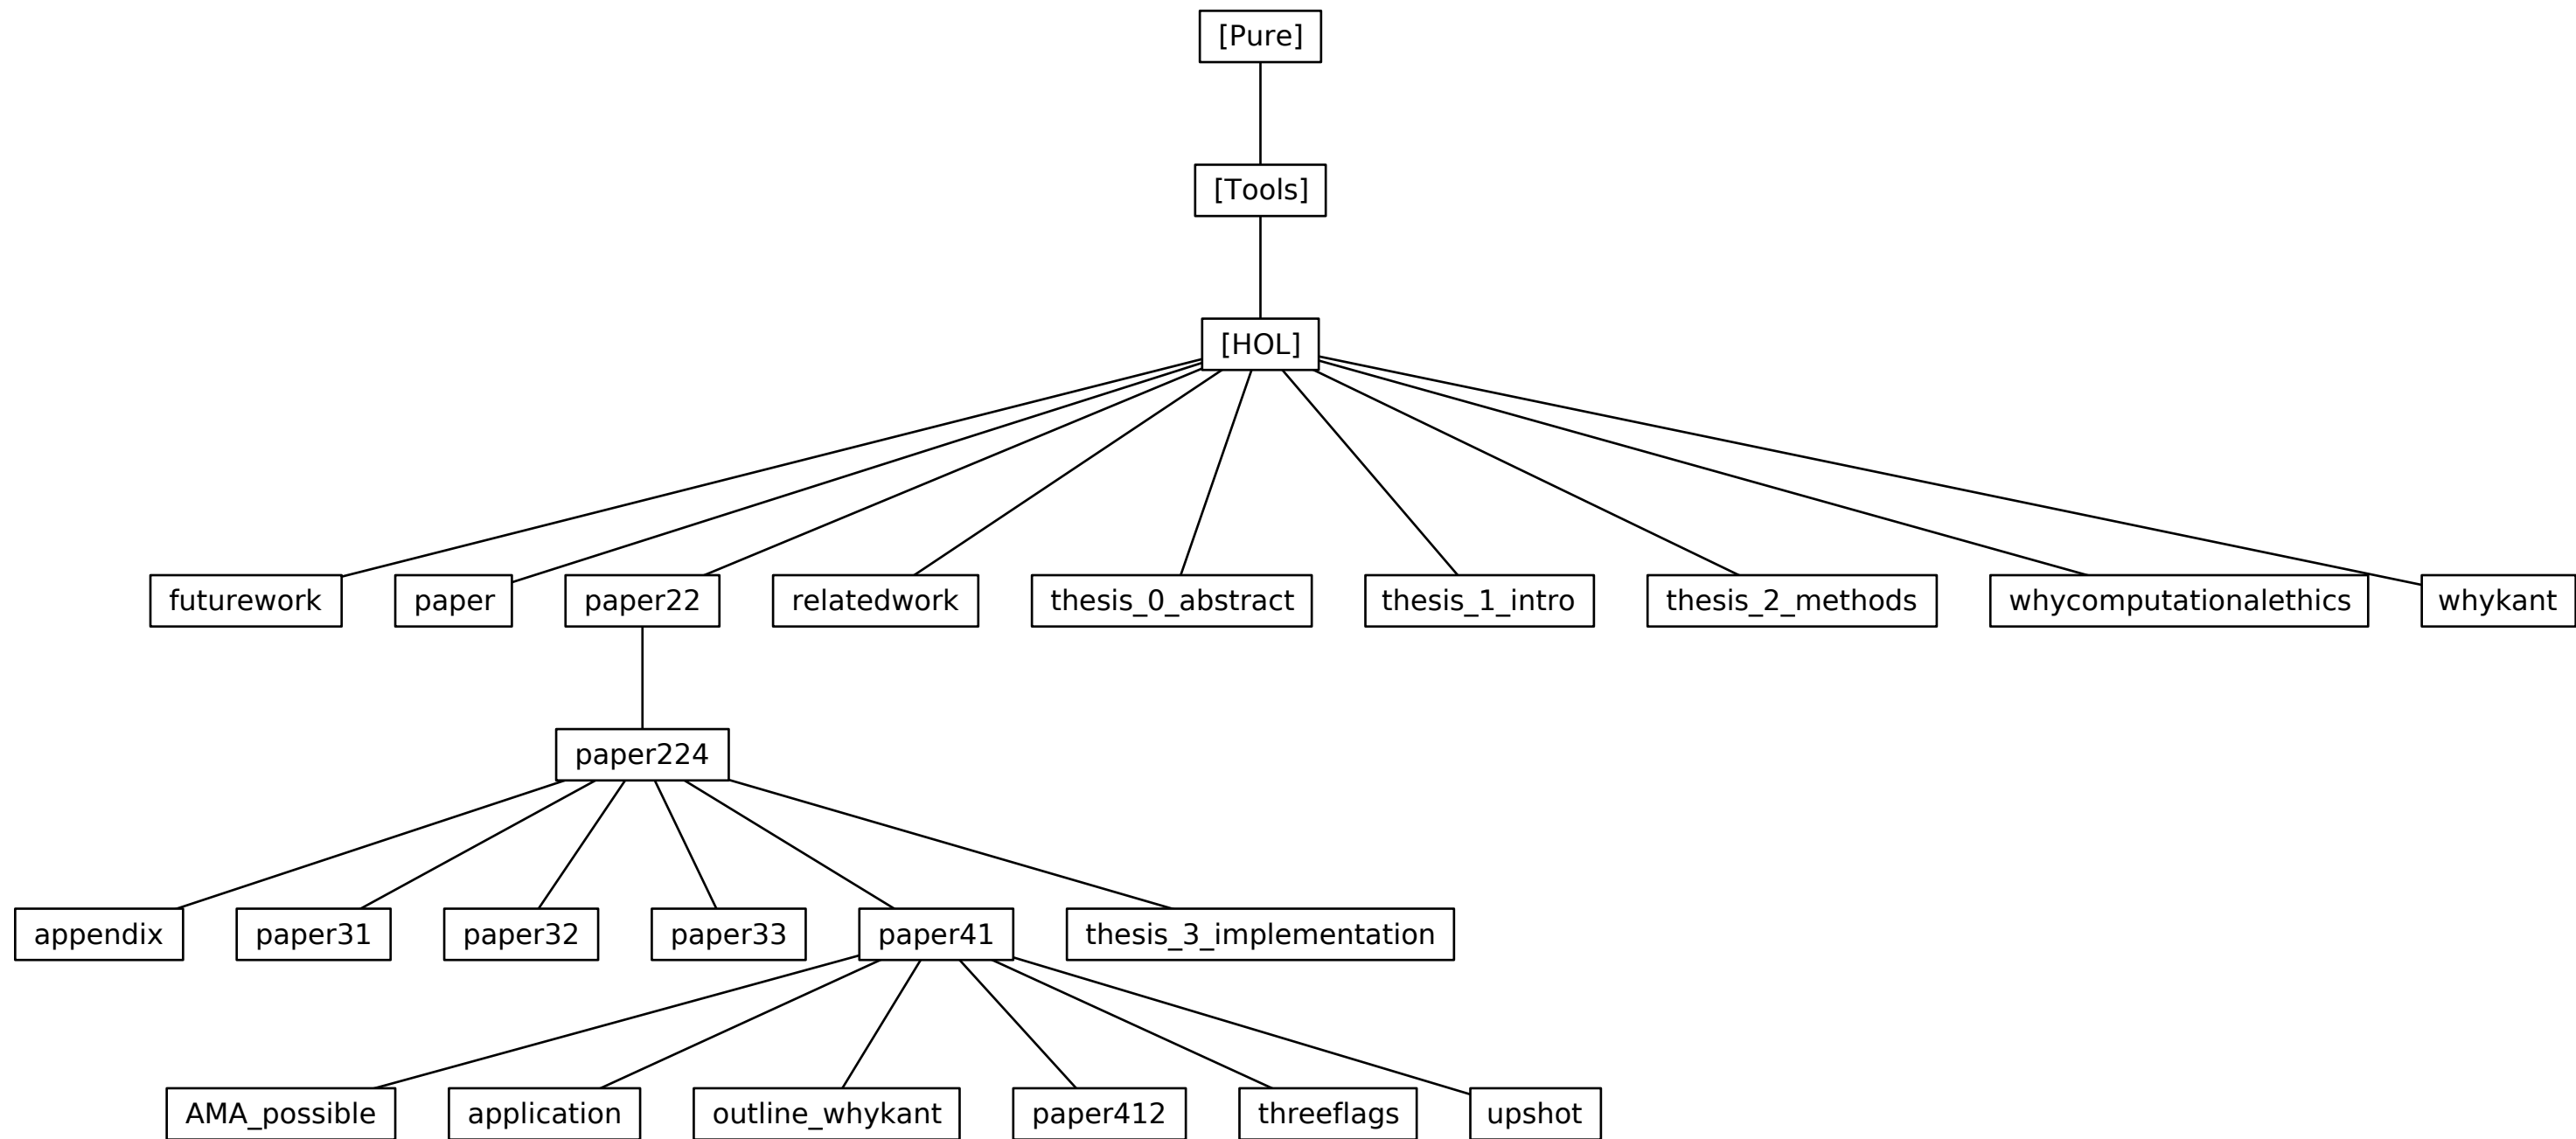 [Pure]
[Tools]
[HOL]
futurework paper paper22 relatedwork thesis_0_abstract thesis_1_intro thesis_2_methods whycomputationalethics whykant
paper224
appendix paper31 paper32 paper33 paper41 thesis_3_implementation
AMA_possible application outline_whykant paper412 threeflags upshot